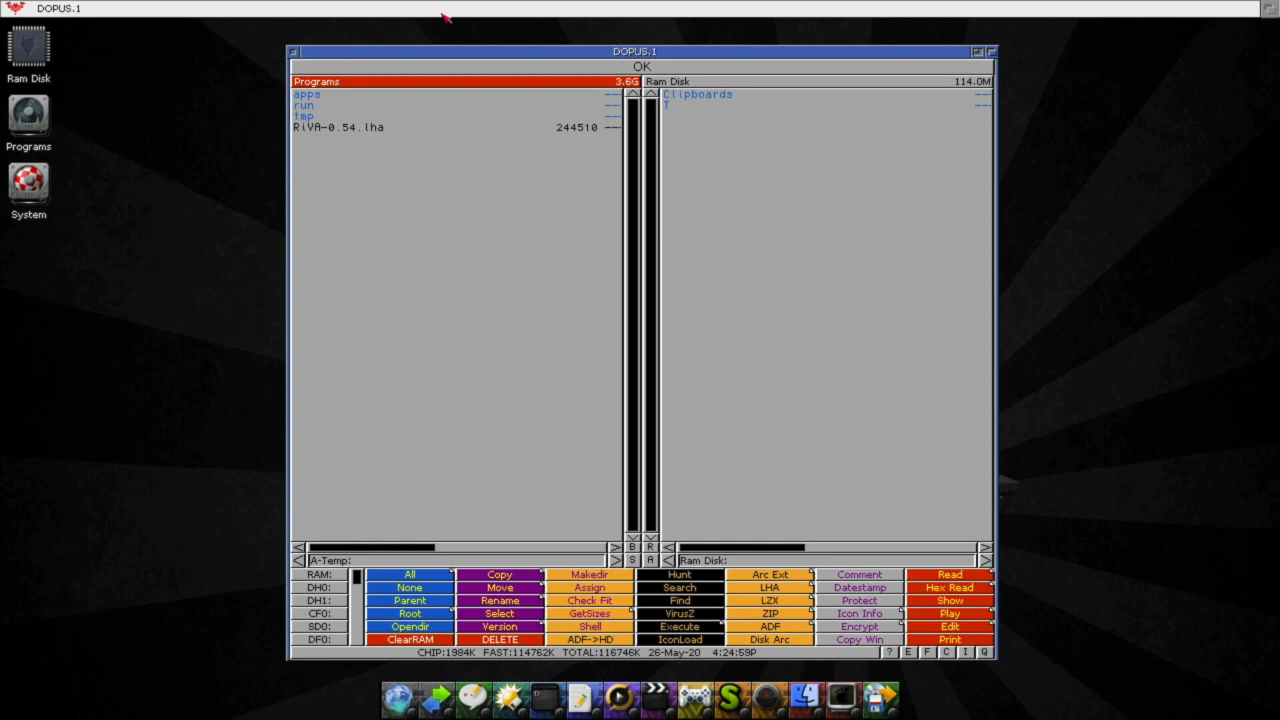 DOPUS.1
Ram Disk
Programs
System
DOPUS.1
OK
Programs 3.6G Ram Disk 114.0M
apps Clipboards
run T
tmp
RiVA-0.54.lha 244510
B R
A-Temp: S A Ram Disk:
RAM: All Copy Makedir Hunt Arc Ext Comment Read
DH0: None Move Assign Search LHA Datestamp Hex Read
DH1: Parent Rename Check Fit Find LZX Protect Show
CF0: Root Select GetSizes VirusZ ZIP Icon Info Play
SD0: Opendir Version Shell Execute ADF Encrypt Edit
DF0: ClearRAM DELETE ADF->HD IconLoad Disk Arc Copy Win Print
CHIP:1984K FAST:114762K TOTAL:116746K 26-May-20 4:24:59P ? E F C I Q